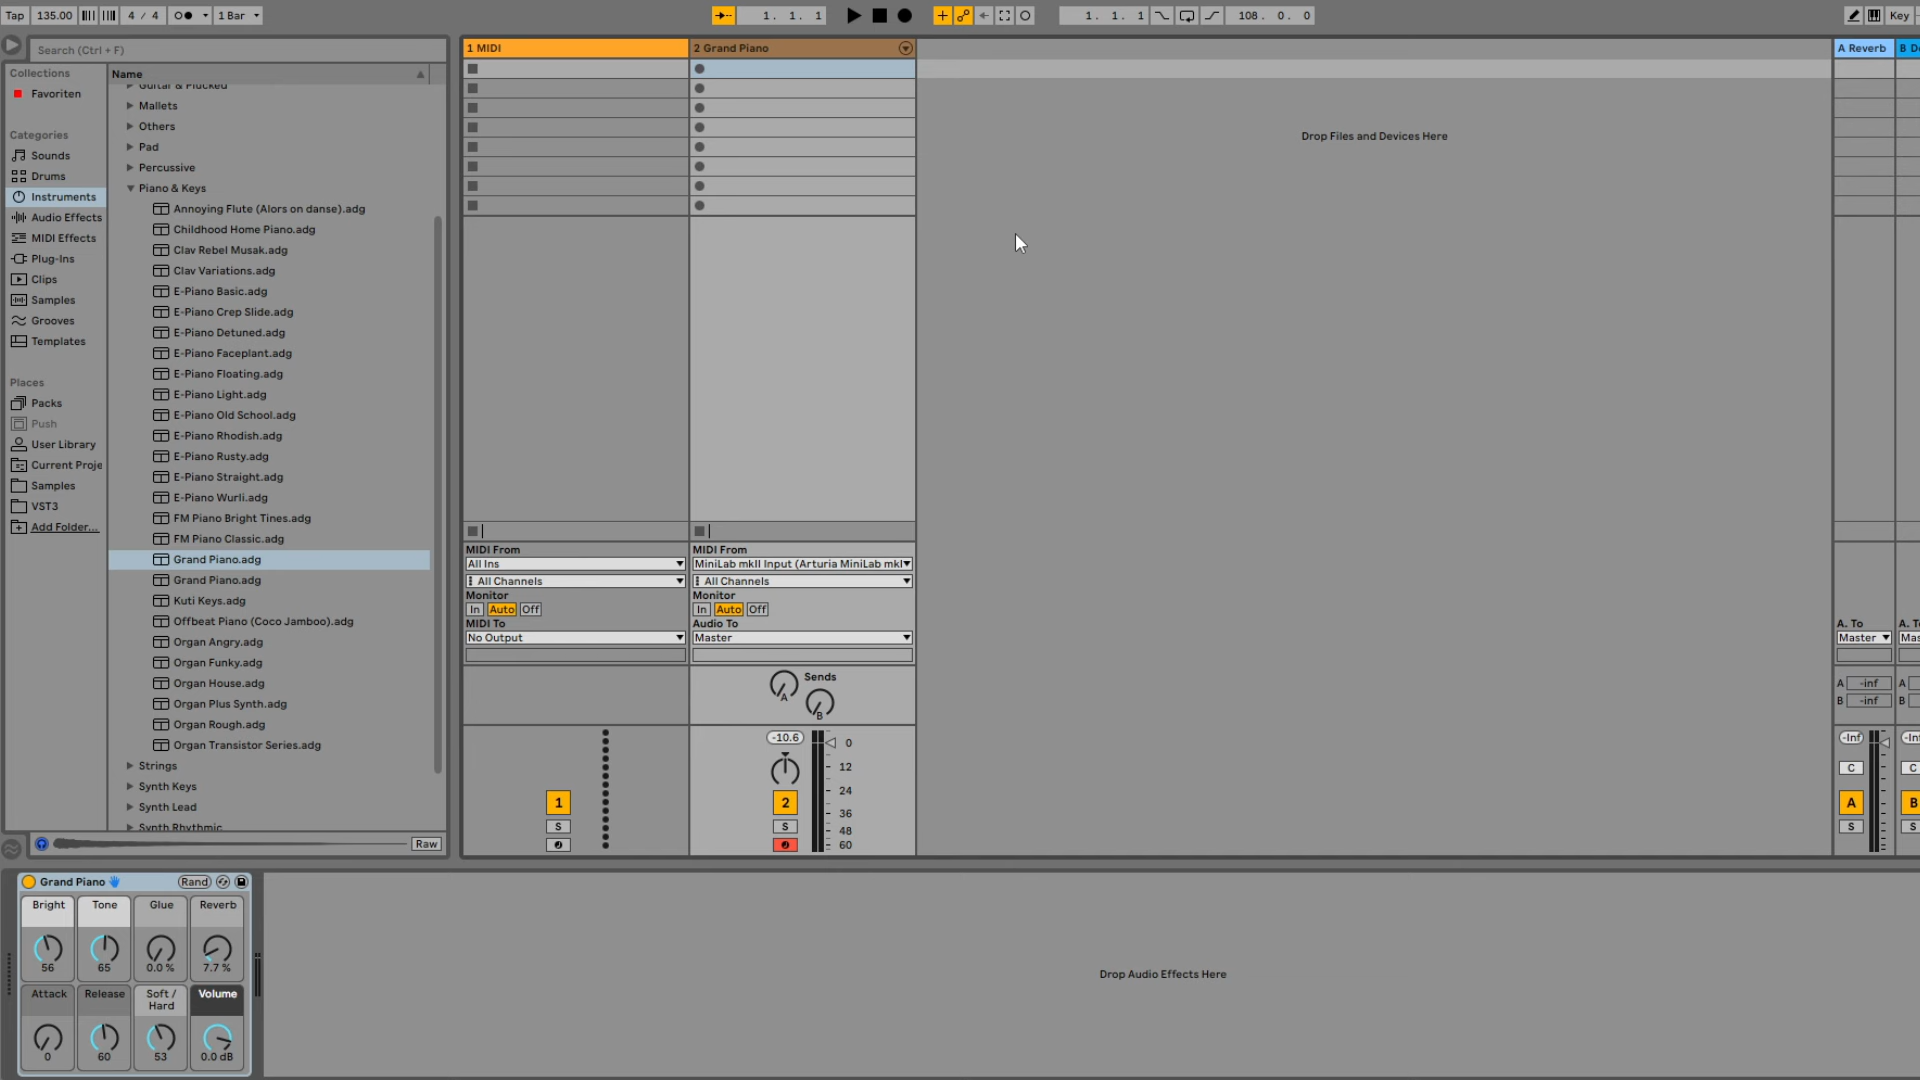 Tap 135.00 4 / 4 1 Bar 1. 1. 1 1. 1. 1 108. 0. 0 Key
Search (Ctrl + F)
Collections
Favoriten
Categories
Sounds
Drums
Instruments
Audio Effects
MIDI Effects
Plug-Ins
Clips
Samples
Grooves
Templates
Places
Packs
Push
User Library
Current Proje
Samples
VST3
Add Folder...
Name
Guitar & Plucked
Mallets
Others
Pad
Percussive
Piano & Keys
Annoying Flute (Alors on danse).adg
Childhood Home Piano.adg
Clav Rebel Musak.adg
Clav Variations.adg
E-Piano Basic.adg
E-Piano Crep Slide.adg
E-Piano Detuned.adg
E-Piano Faceplant.adg
E-Piano Floating.adg
E-Piano Light.adg
E-Piano Old School.adg
E-Piano Rhodish.adg
E-Piano Rusty.adg
E-Piano Straight.adg
E-Piano Wurli.adg
FM Piano Bright Tines.adg
FM Piano Classic.adg
Grand Piano.adg
Grand Piano.adg
Kuti Keys.adg
Offbeat Piano (Coco Jamboo).adg
Organ Angry.adg
Organ Funky.adg
Organ House.adg
Organ Plus Synth.adg
Organ Rough.adg
Organ Transistor Series.adg
Strings
Synth Keys
Synth Lead
Synth Rhythmic
Raw
1 MIDI
MIDI From
All Ins
All Channels
Monitor
In Auto Off
MIDI To
No Output
1
S
2 Grand Piano
MIDI From
MiniLab mkII Input (Arturia MiniLab mkI
All Channels
Monitor
In Auto Off
Audio To
Master
Sends
A
B
-10.6
0
12
24
36
48
60
2
S
Drop Files and Devices Here
A Reverb
A. To
Master
A -inf
B -inf
-Inf
C
A
S
B De
A. T
Mas
A
B
-Inf
C
B
S
Grand Piano Rand
Bright Tone Glue Reverb
56 65 0.0 % 7.7 %
Attack Release Soft / Hard Volume
0 60 53 0.0 dB
Drop Audio Effects Here